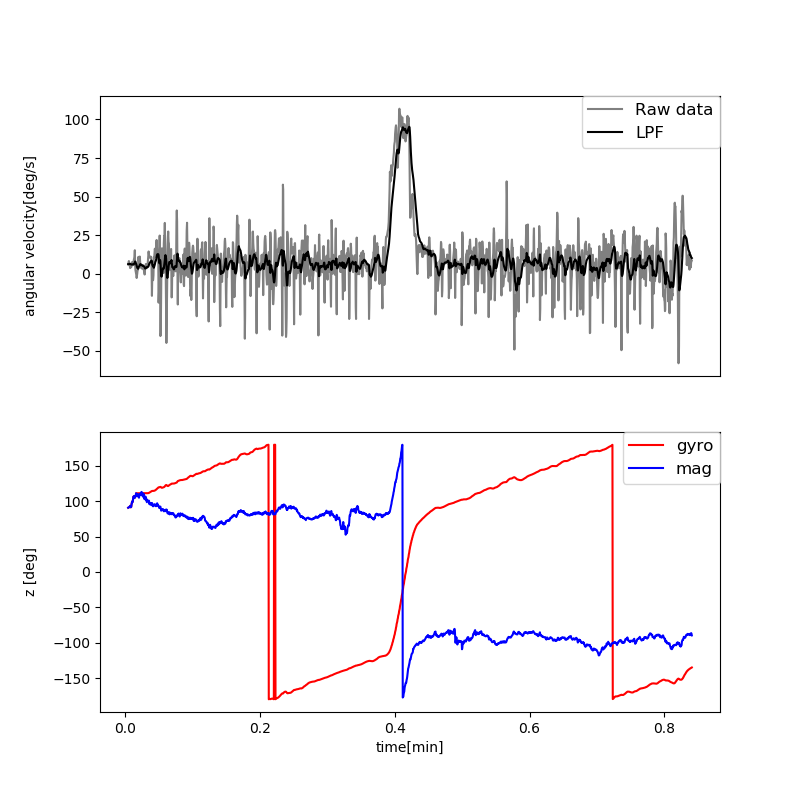 Raw data
LPF
100
75
50
25
0
−25
−50
angular velocity[deg/s]
gyro
mag
150
100
50
0
−50
−100
−150
z [deg]
0.0 0.2 0.4 0.6 0.8
time[min]